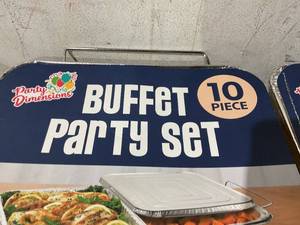 Party
Dimensions
BUFFET
PARTY SET
10
PIECE